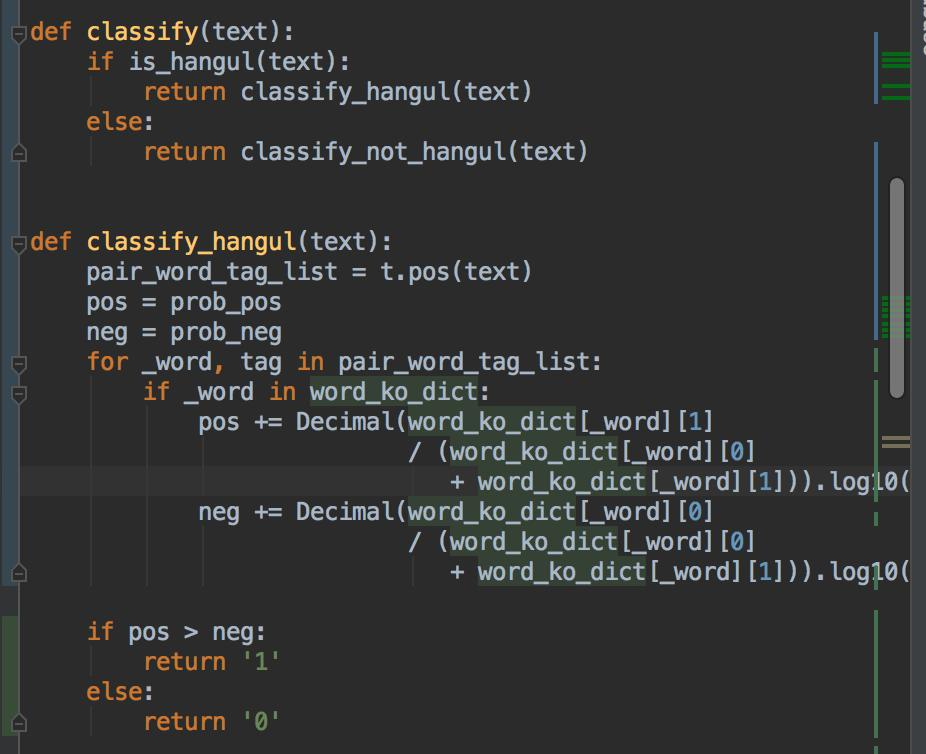 def classify(text):
    if is_hangul(text):
        return classify_hangul(text)
    else:
        return classify_not_hangul(text)
def classify_hangul(text):
    pair_word_tag_list = t.pos(text)
    pos = prob_pos
    neg = prob_neg
    for _word, tag in pair_word_tag_list:
        if _word in word_ko_dict:
            pos += Decimal(word_ko_dict[_word][1]
                           / (word_ko_dict[_word][0]
                              + word_ko_dict[_word][1])).log10(
            neg += Decimal(word_ko_dict[_word][0]
                           / (word_ko_dict[_word][0]
                              + word_ko_dict[_word][1])).log10(
    if pos > neg:
        return '1'
    else:
        return '0'